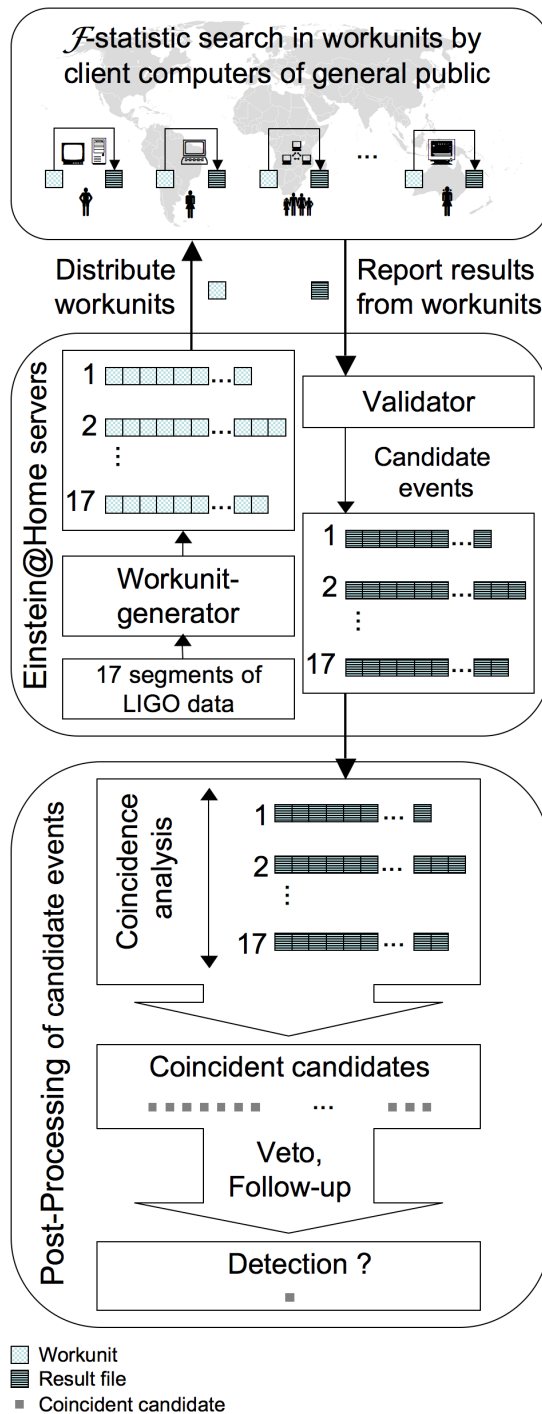 ℱ-statistic search in workunits by
client computers of general public
...
Distribute
workunits
Report results
from workunits
Einstein@Home servers
1 ...
2 ...
⋮
17 ...
Workunit-
generator
17 segments of
LIGO data
Validator
Candidate
events
1 ...
2 ...
⋮
17 ...
Post-Processing of candidate events
Coincidence
analysis
1 ...
2 ...
⋮
17 ...
Coincident candidates
...
Veto,
Follow-up
Detection ?
Workunit
Result file
Coincident candidate